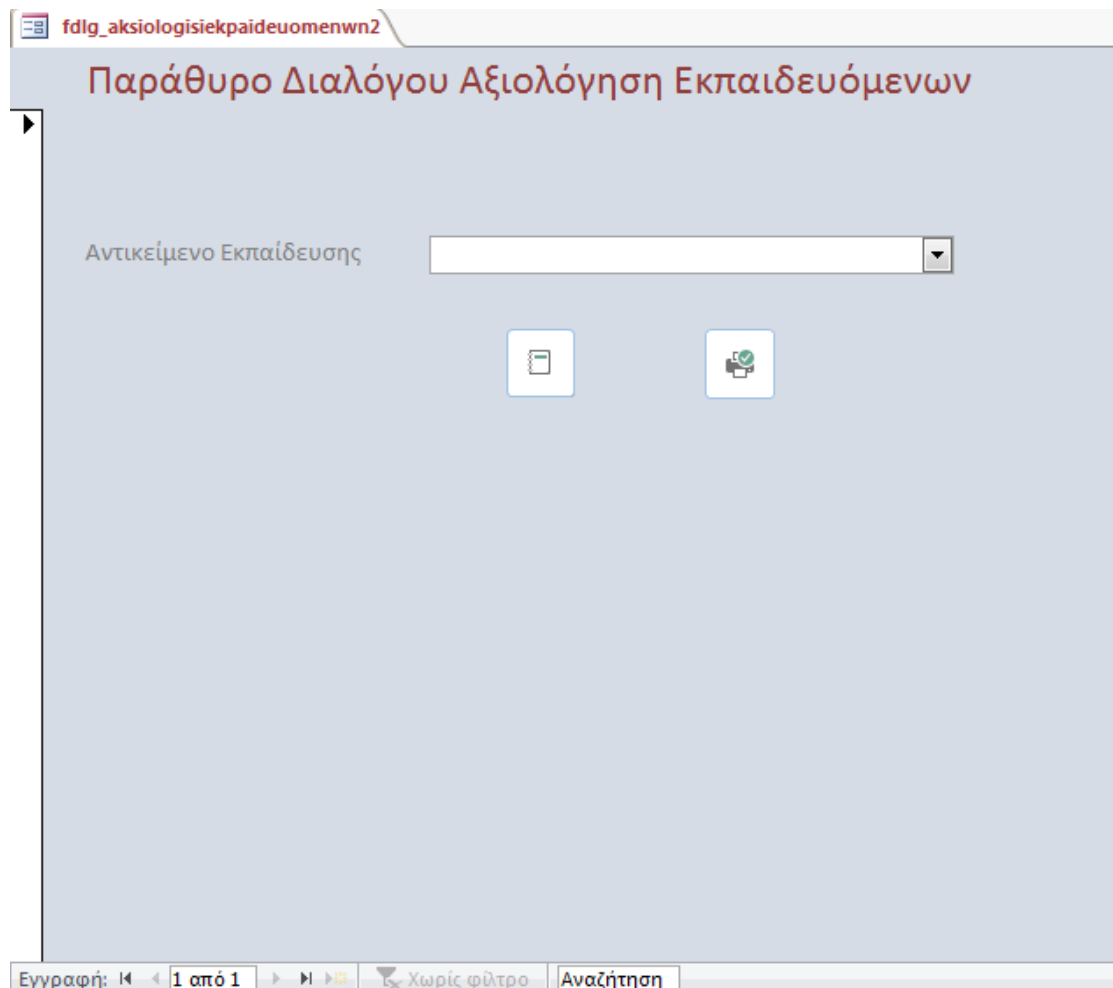 fdlg_aksiologisiekpaideuomenwn2
Παράθυρο Διαλόγου Αξιολόγηση Εκπαιδευόμενων
Αντικείμενο Εκπαίδευσης
Εγγραφή: 1 από 1 Χωρίς φίλτρο Αναζήτηση